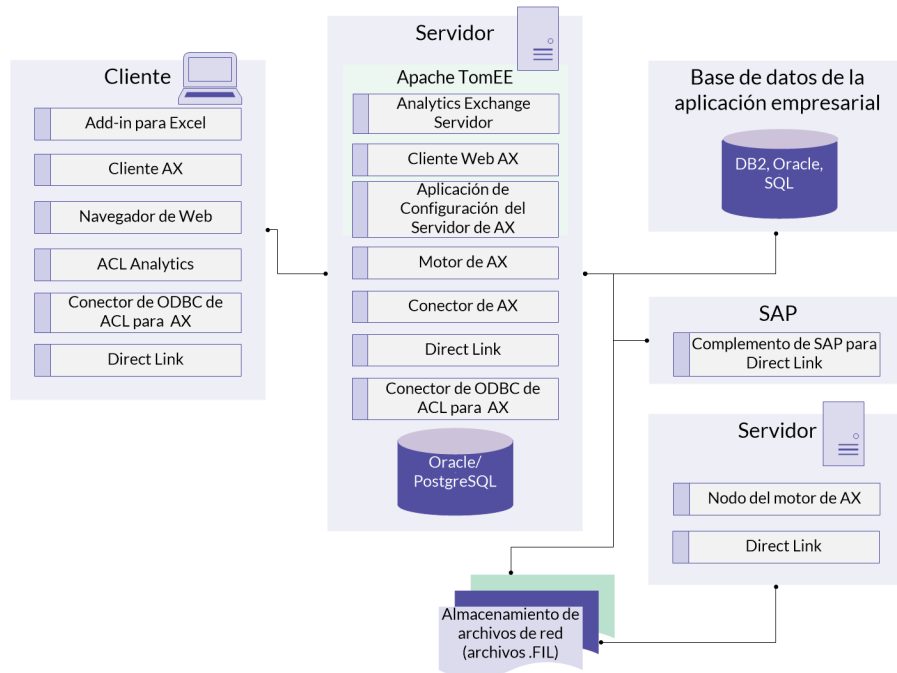 Cliente
Add-in para Excel
Cliente AX
Navegador de Web
ACL Analytics
Conector de ODBC de
ACL para AX
Direct Link
Servidor
Apache TomEE
Analytics Exchange
Servidor
Cliente Web AX
Aplicación de
Configuración del
Servidor de AX
Motor de AX
Conector de AX
Direct Link
Conector de ODBC de
ACL para AX
Oracle/
PostgreSQL
Base de datos de la
aplicación empresarial
DB2, Oracle,
SQL
SAP
Complemento de SAP para
Direct Link
Servidor
Nodo del motor de AX
Direct Link
Almacenamiento de
archivos de red
(archivos .FIL)